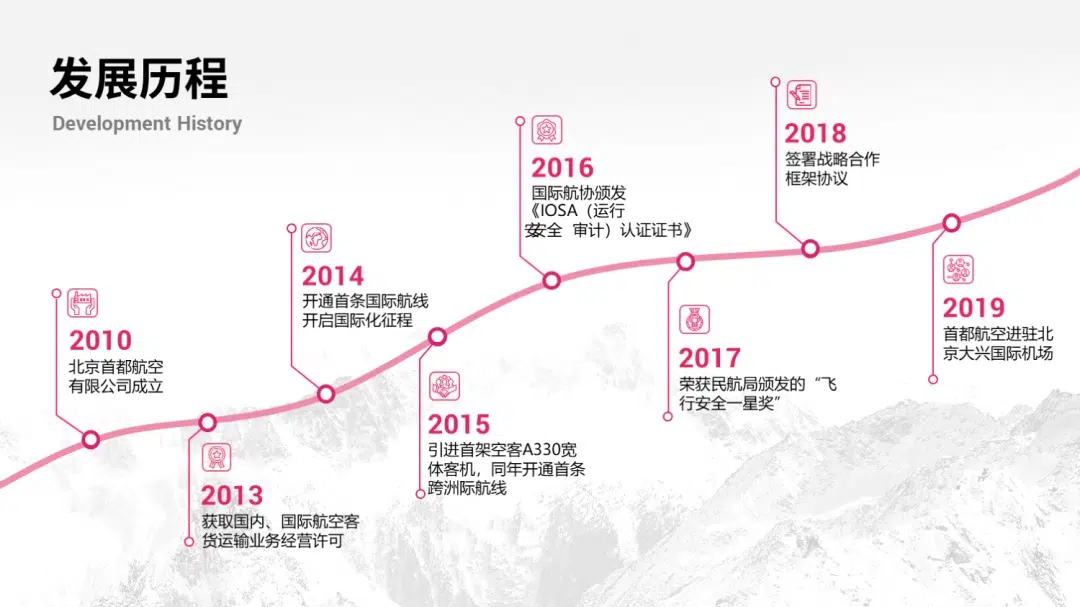 发展历程
Development History
2010
北京首都航空
有限公司成立
2013
获取国内、国际航空客
货运输业务经营许可
2014
开通首条国际航线
开启国际化征程
2015
引进首架空客A330宽
体客机，同年开通首条
跨洲际航线
2016
国际航协颁发
《IOSA（运行
安全 审计）认证证书》
2017
荣获民航局颁发的“飞
行安全一星奖”
2018
签署战略合作
框架协议
2019
首都航空进驻北
京大兴国际机场